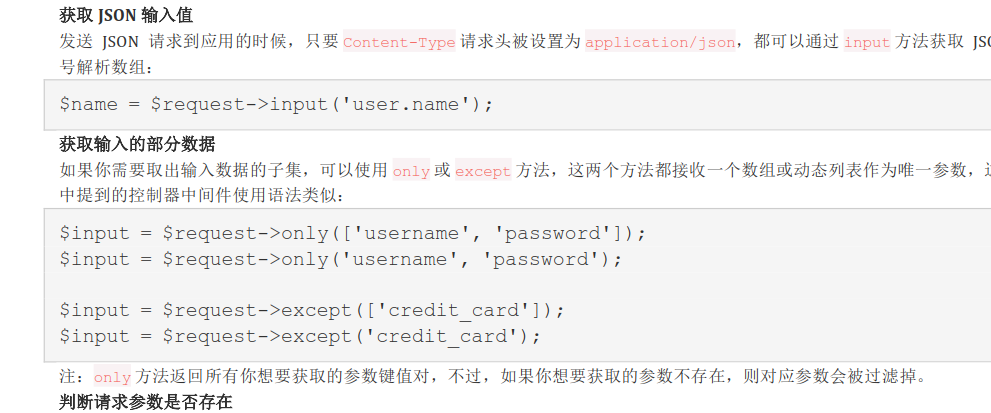 获取 JSON 输入值
发送 JSON 请求到应用的时候，只要 Content-Type 请求头被设置为 application/json，都可以通过 input 方法获取
号解析数组：
$name = $request->input('user.name');
获取输入的部分数据
如果你需要取出输入数据的子集，可以使用 only 或 except 方法，这两个方法都接收一个数组或动态列表作为唯一参数，
中提到的控制器中间件使用语法类似：
$input = $request->only(['username', 'password']);
$input = $request->only('username', 'password');
$input = $request->except(['credit_card']);
$input = $request->except('credit_card');
注：only 方法返回所有你想要获取的参数键值对，不过，如果你想要获取的参数不存在，则对应参数会被过滤掉。
判断请求参数是否存在